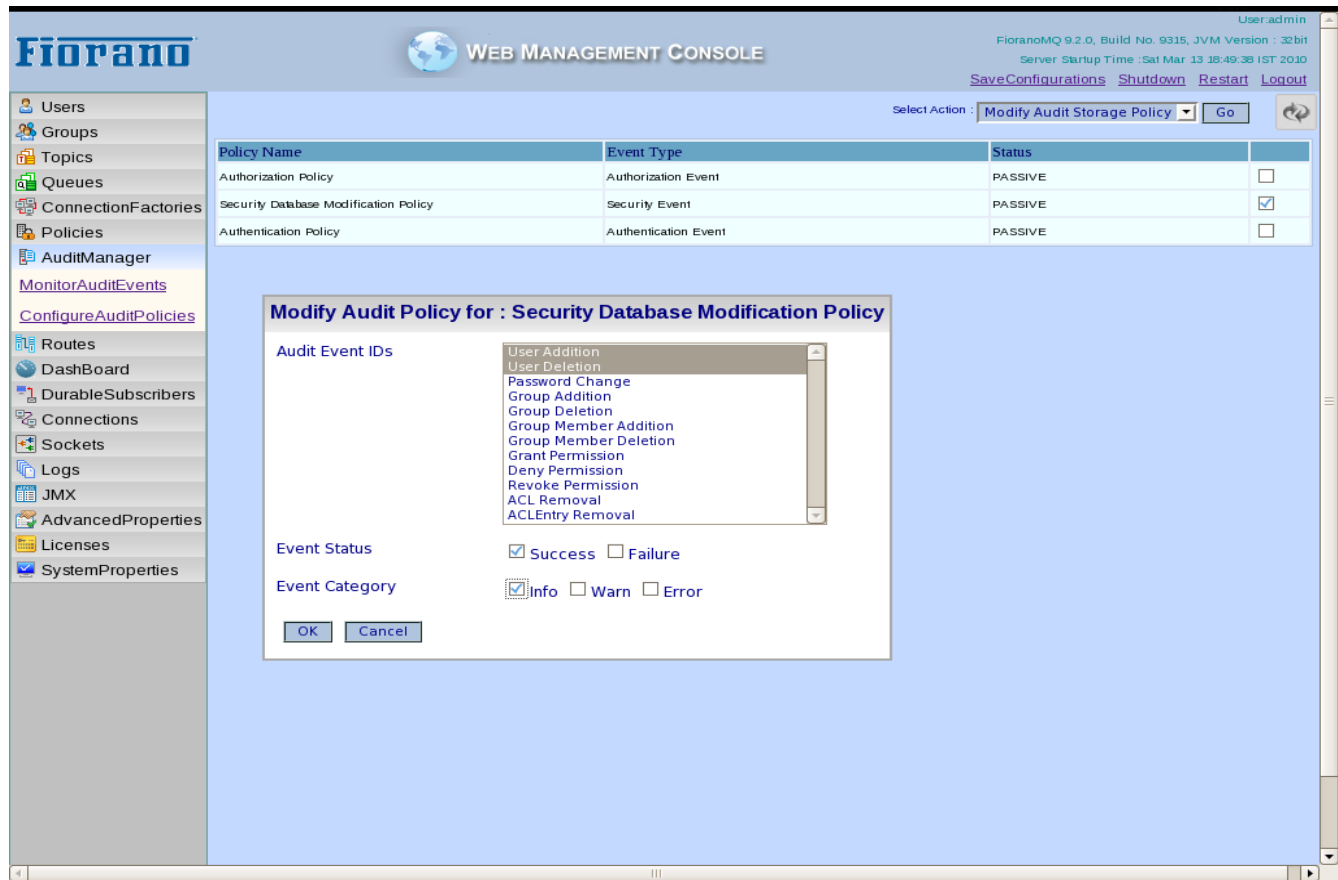 User:admin
Fiorano
WEB MANAGEMENT CONSOLE
FioranoMQ 9.2.0, Build No. 9315, JVM Version : 32bit
Server Startup Time :Sat Mar 13 18:49:38 IST 2010
SaveConfigurations Shutdown Restart Logout
Users
Groups
Topics
Queues
ConnectionFactories
Policies
AuditManager
MonitorAuditEvents
ConfigureAuditPolicies
Routes
DashBoard
DurableSubscribers
Connections
Sockets
Logs
JMX
AdvancedProperties
Licenses
SystemProperties
Select Action : Modify Audit Storage Policy Go
Policy Name Event Type Status
Authorization Policy Authorization Event PASSIVE
Security Database Modification Policy Security Event PASSIVE
Authentication Policy Authentication Event PASSIVE
Modify Audit Policy for : Security Database Modification Policy
Audit Event IDs
User Addition
User Deletion
Password Change
Group Addition
Group Deletion
Group Member Addition
Group Member Deletion
Grant Permission
Deny Permission
Revoke Permission
ACL Removal
ACLEntry Removal
Event Status Success Failure
Event Category Info Warn Error
OK Cancel